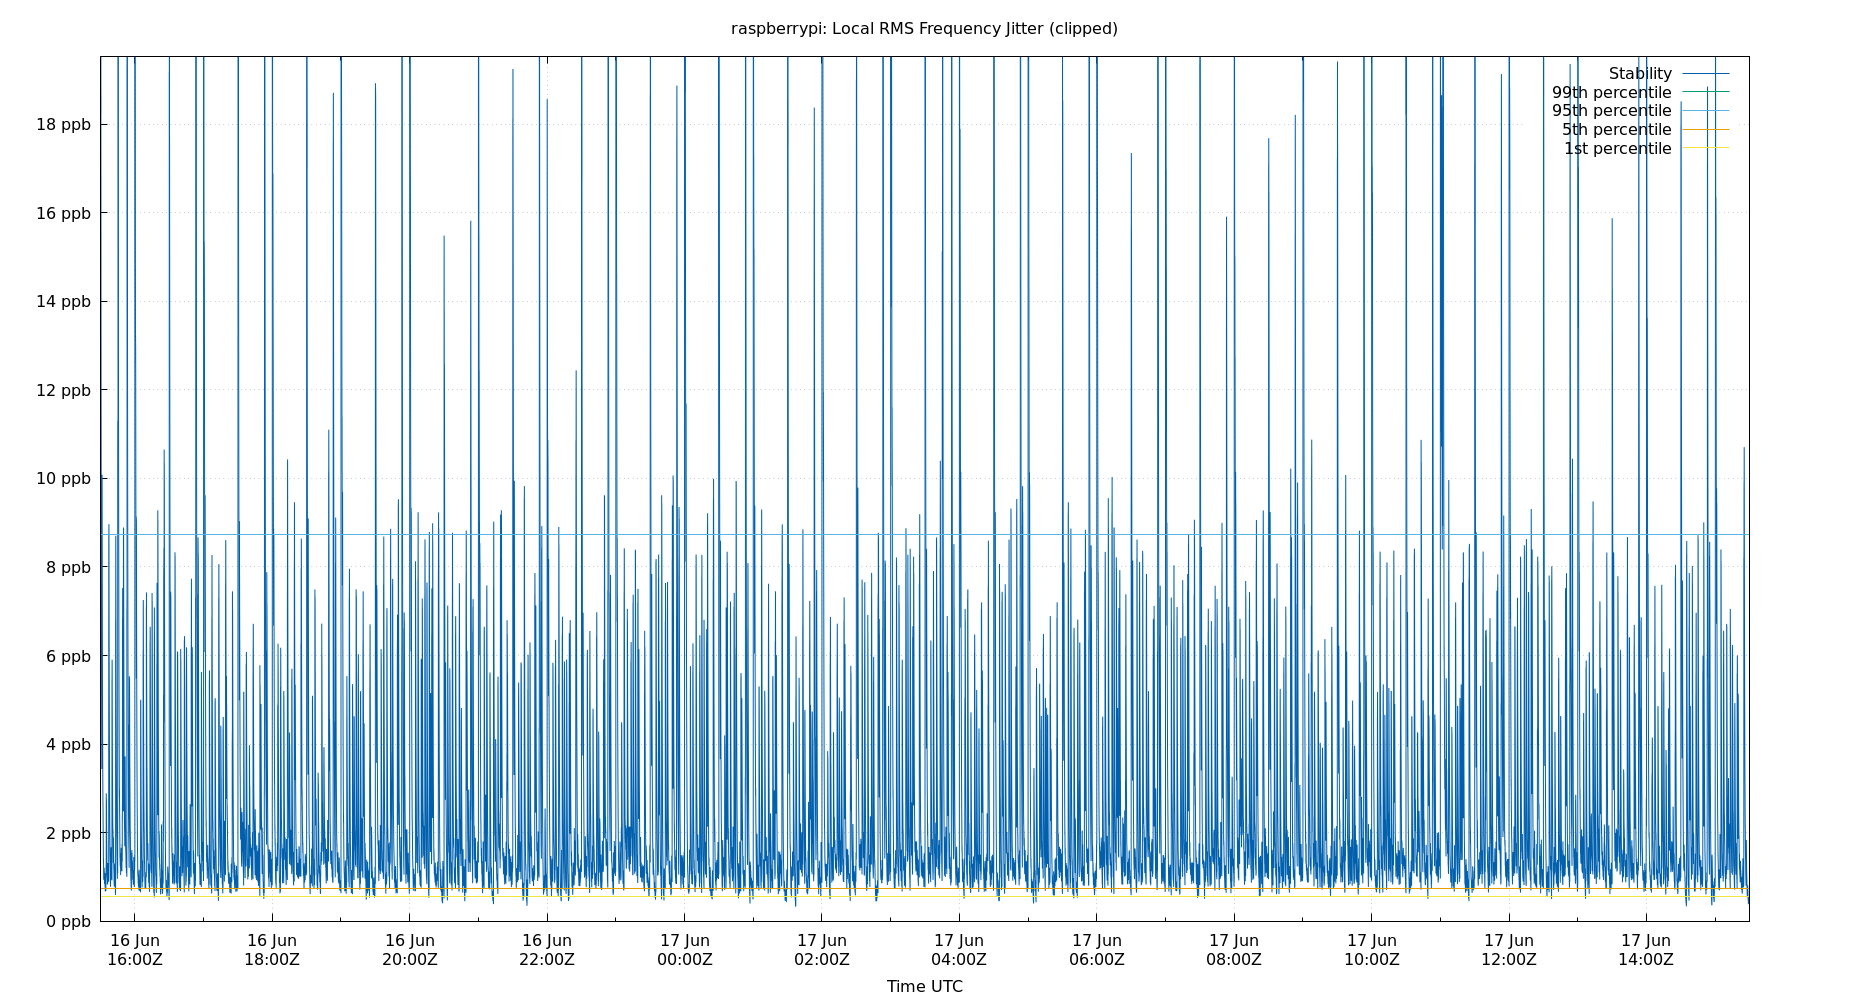 raspberrypi: Local RMS Frequency Jitter (clipped)
Stability
99th percentile
95th percentile
5th percentile
1st percentile
18 ppb
16 ppb
14 ppb
12 ppb
10 ppb
8 ppb
6 ppb
4 ppb
2 ppb
0 ppb
16 Jun 16 Jun 16 Jun 16 Jun 17 Jun 17 Jun 17 Jun 17 Jun 17 Jun 17 Jun 17 Jun 17 Jun
16:00Z 18:00Z 20:00Z 22:00Z 00:00Z 02:00Z 04:00Z 06:00Z 08:00Z 10:00Z 12:00Z 14:00Z
Time UTC